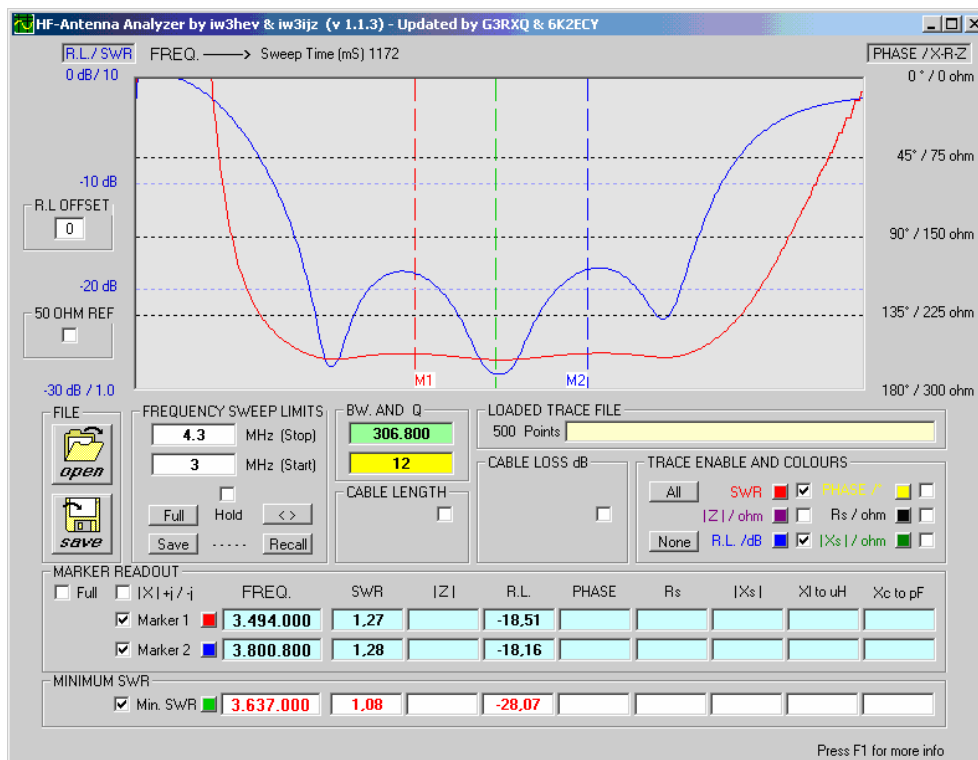 HF-Antenna Analyzer by iw3hev & iw3ijz (v 1.1.3) - Updated by G3RXQ & 6K2ECY
R.L./SWR FREQ. ——> Sweep Time (mS) 1172 PHASE / X-R-Z
0 dB/ 10 0° / 0 ohm
45° / 75 ohm
-10 dB
R.L OFFSET
0
90° / 150 ohm
-20 dB
50 OHM REF
135° / 225 ohm
M1 M2
-30 dB / 1.0 180° / 300 ohm
FILE FREQUENCY SWEEP LIMITS BW. AND Q LOADED TRACE FILE
4.3 MHz (Stop) 306.800 500 Points
open 3 MHz (Start) 12 CABLE LOSS dB TRACE ENABLE AND COLOURS
CABLE LENGTH All SWR PHASE /°
Full Hold < > |Z| / ohm Rs / ohm
save Save - - - - - Recall None R.L. /dB |Xs| / ohm
MARKER READOUT
Full |X| +j / -j FREQ. SWR |Z| R.L. PHASE Rs |Xs| Xl to uH Xc to pF
Marker 1 3.494.000 1,27 -18,51
Marker 2 3.800.800 1,28 -18,16
MINIMUM SWR
Min. SWR 3.637.000 1,08 -28,07
Press F1 for more info